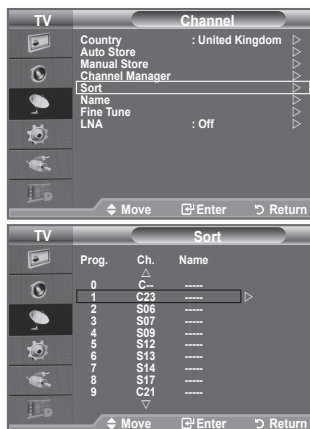 TV Channel
Country : United Kingdom ▷
Auto Store ▷
Manual Store ▷
Channel Manager ▷
Sort ▷
Name ▷
Fine Tune ▷
LNA : Off ▷
Move Enter Return
TV Sort
Prog. Ch. Name
△
0 C-- -----
1 C23 ----- ▷
2 S06 -----
3 S07 -----
4 S09 -----
5 S12 -----
6 S13 -----
7 S14 -----
8 S17 -----
9 C21 -----
▽
Move Enter Return